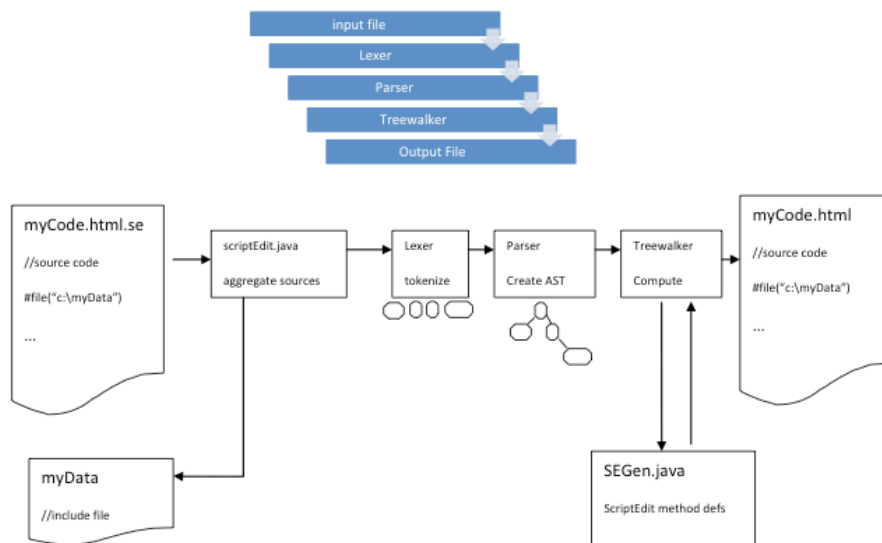 input file
Lexer
Parser
Treewalker
Output File
myCode.html.se
//source code
#file("c:\myData")
...
scriptEdit.java
aggregate sources
Lexer
tokenize
Parser
Create AST
Treewalker
Compute
myCode.html
//source code
#file("c:\myData")
...
myData
//include file
SEGen.java
ScriptEdit method defs